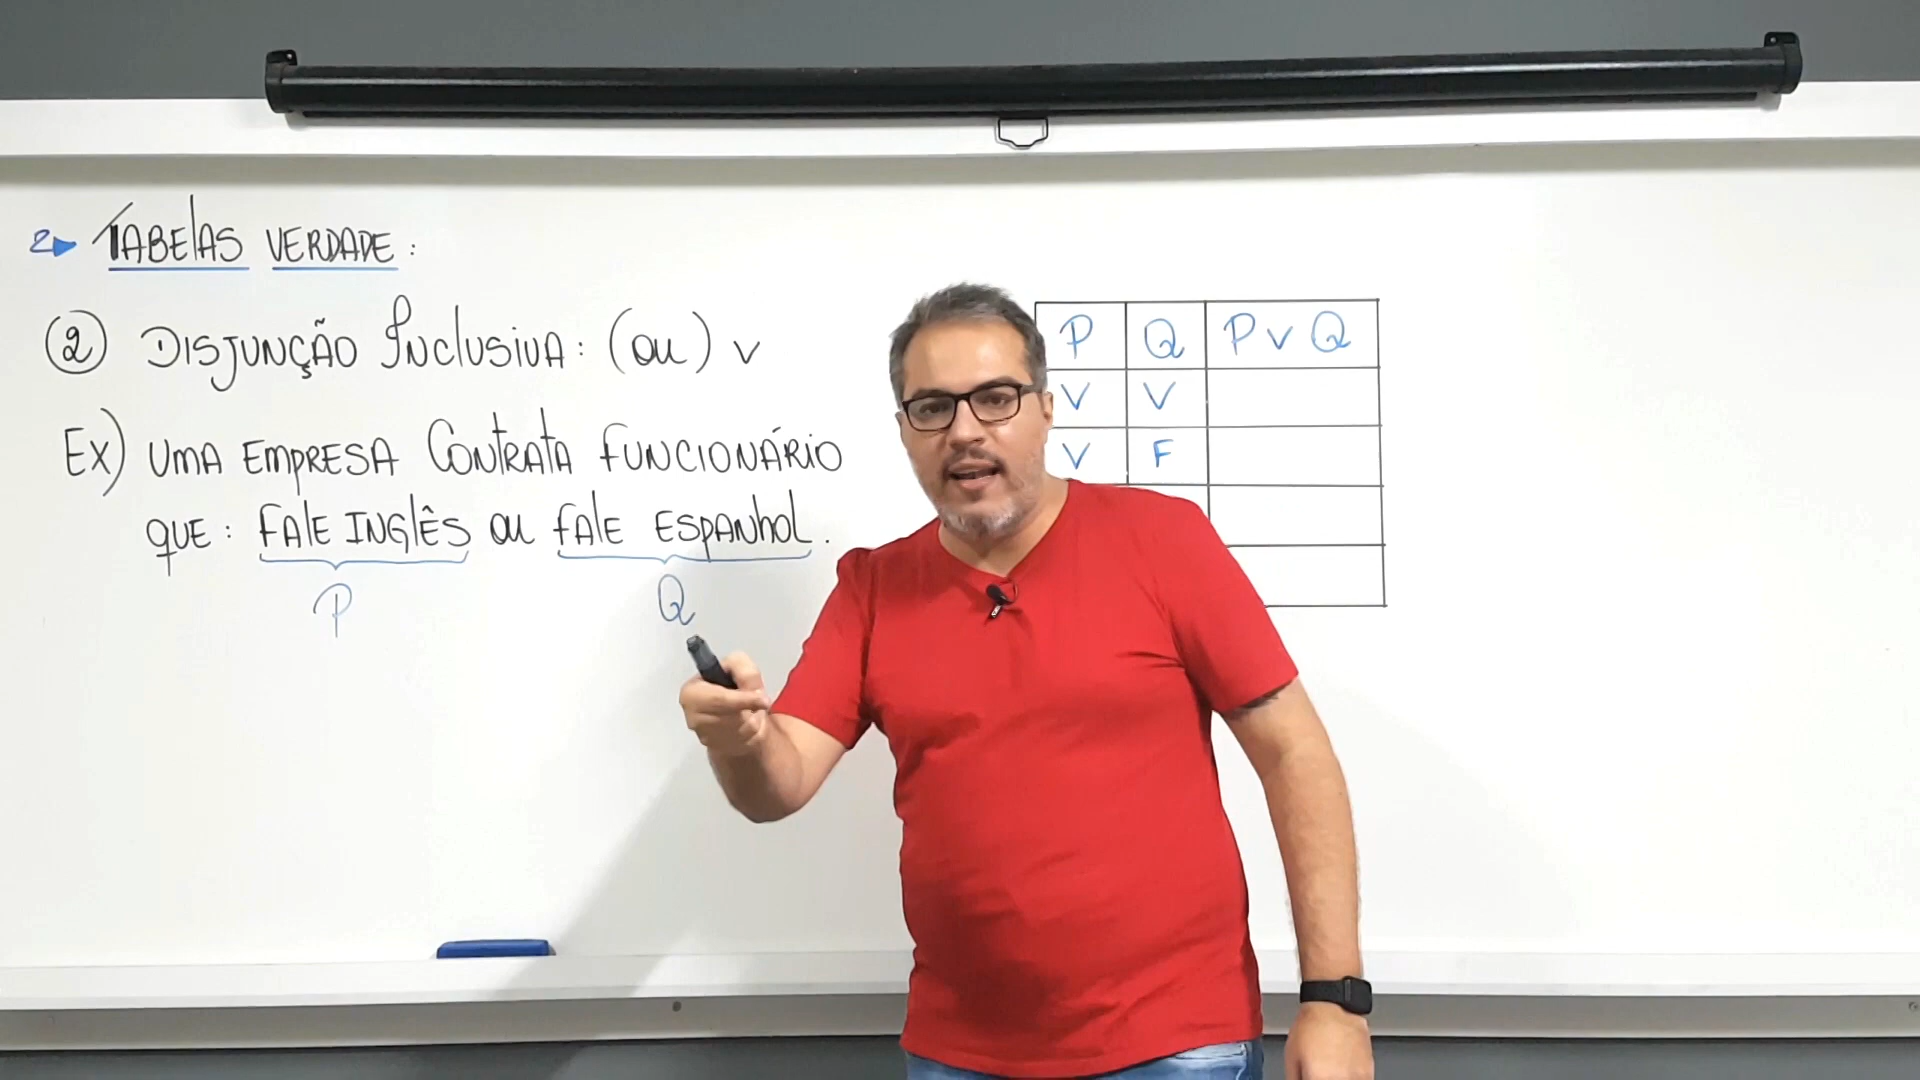 2 TABELAS VERDADE:
② DISJUNÇÃO INCLUSIVA: (OU) v
EX) UMA EMPRESA CONTRATA FUNCIONÁRIO
QUE: FALE INGLÊS OU FALE ESPANHOL.
P Q
P Q P v Q
V V
V F